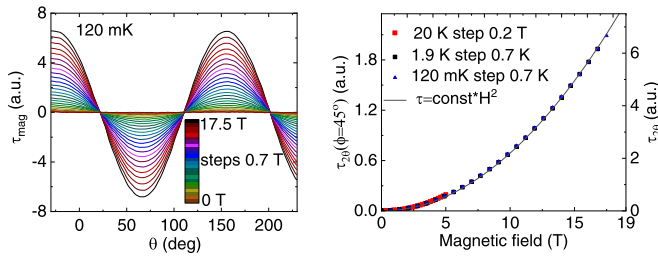 120 mK
τmag (a.u.)
8
4
0
-4
-8
17.5 T
steps 0.7 T
0 T
0 50 100 150 200
θ (deg)
20 K step 0.2 T
1.9 K step 0.7 K
120 mK step 0.7 K
τ=const*H²
τ2θ(ϕ=45º) (a.u.)
1.8
1.2
0.6
0.0
6
4
2
0
τ2θ (a.u.)
0 5 10 15 19
Magnetic field (T)